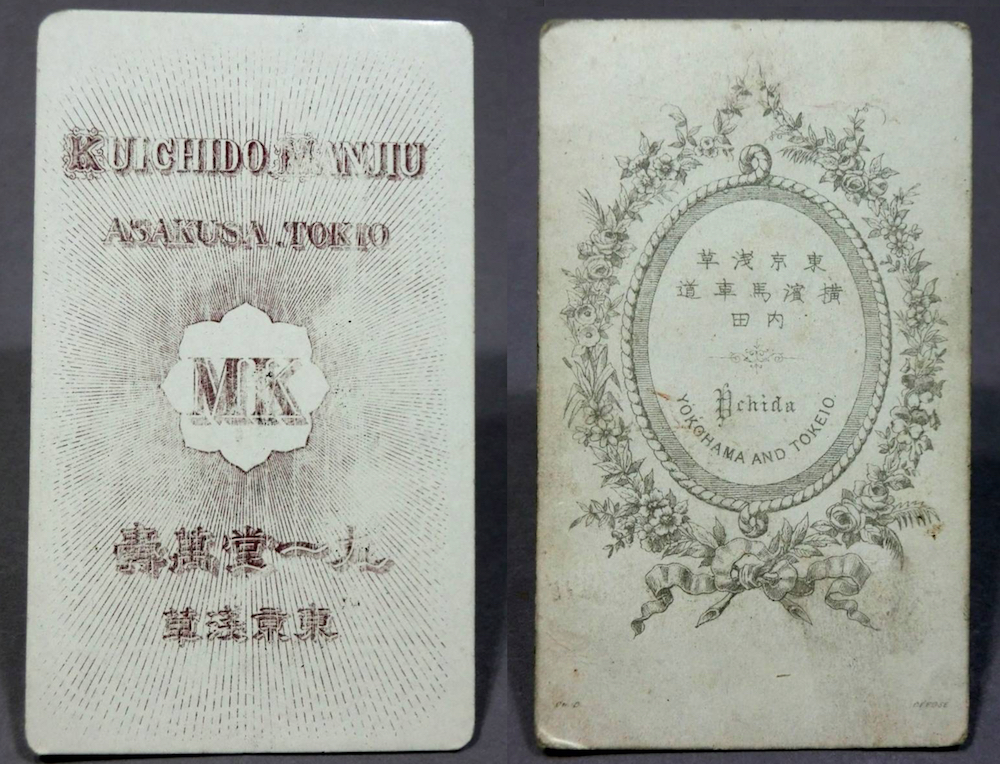 KUICHIDO MANJIU
ASAKUSA. TOKIO
MK
九一堂萬壽
東京淺草
東京淺草
横濱馬車道
内田
Uchida
YOKOHAMA AND TOKEIO